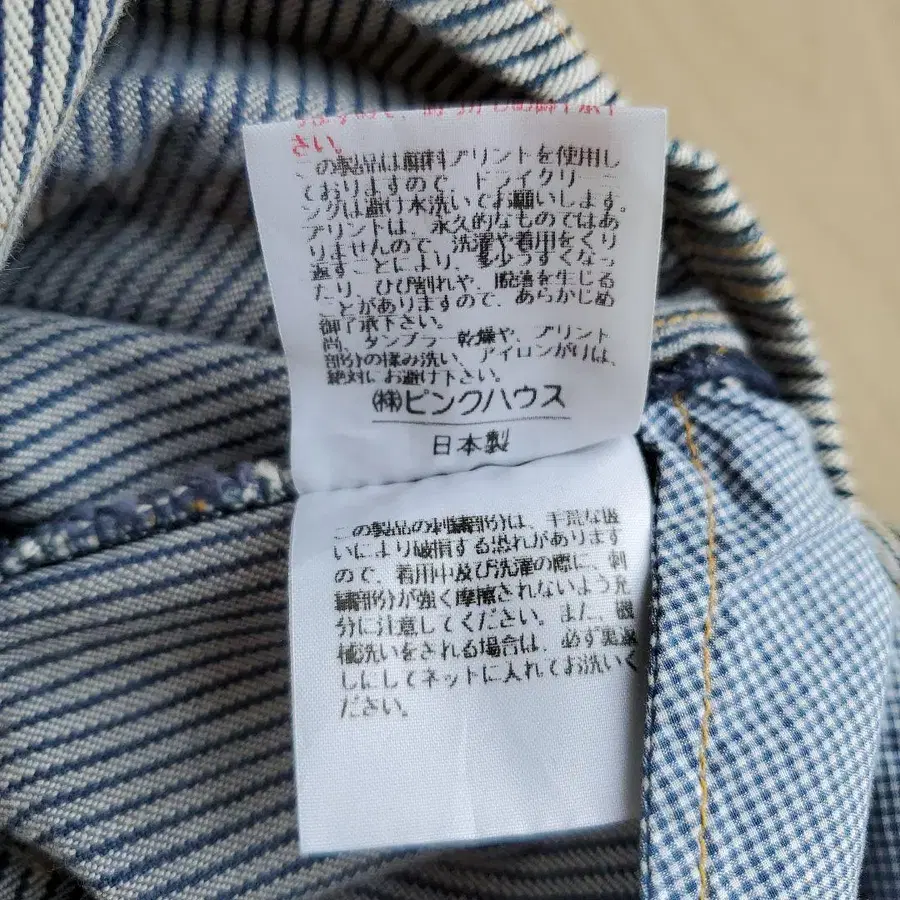 さい。
この製品は顔料プリントを使用し
ておりますので、ドライクリーニ
ングは避け水洗いでお願いします。
プリントは、永久的なものではあ
りませんので、洗濯や着用をくり
返すことにより、多少うすくなっ
たり、ひび割れや、脱落を生じる
ことがありますので、あらかじめ
御了承下さい。
尚、タンブラー乾燥や、プリント
部分の揉み洗い、アイロンがけは、
絶対にお避け下さい。
㈱ピンクハウス
日本製
この製品の刺繍部分は、手荒な扱
いにより破損する恐れがあります
ので、着用中及び洗濯の際に、刺
繍部分が強く摩擦されないよう充
分に注意してください。また、機
械洗いをされる場合は、必ず裏返
しにしてネットに入れてお洗いく
ださい。